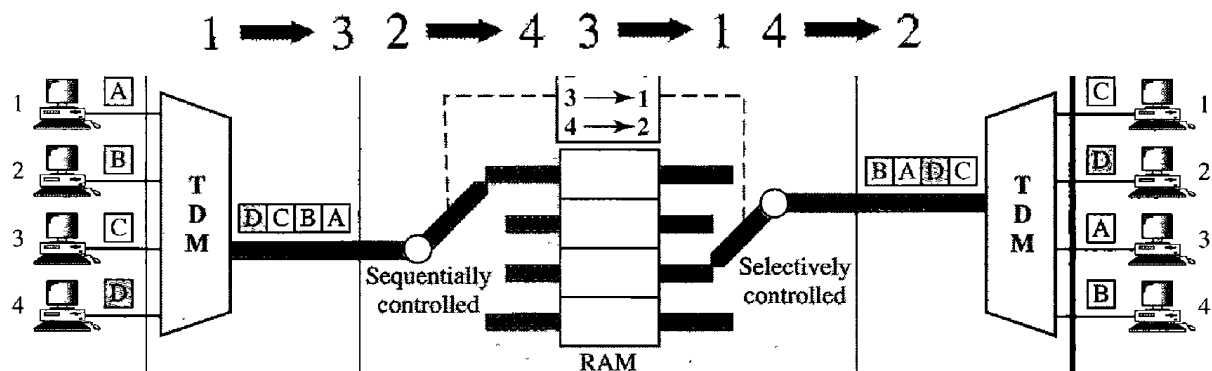 1 → 3 2 → 4 3 → 1 4 → 2
3 → 1
4 → 2
1 A
2 B
3 C
4 D
T
D
M
D C B A
Sequentially
controlled
RAM
Selectively
controlled
B A D C
T
D
M
C 1
D 2
A 3
B 4